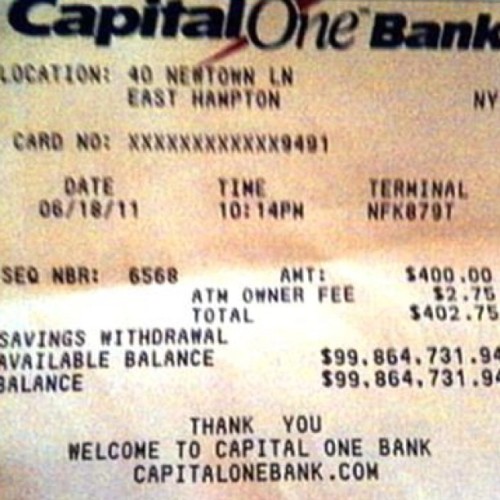 CapitalOne Bank
LOCATION: 40 NEWTOWN LN
EAST HAMPTON NY
CARD NO: XXXXXXXXXXXX9491
DATE TIME TERMINAL
06/18/11 10:14PM NFK879T
SEQ NBR: 6568 AMT: $400.00
ATM OWNER FEE $2.75
TOTAL $402.75
SAVINGS WITHDRAWAL
AVAILABLE BALANCE $99,864,731.94
BALANCE $99,864,731.94
THANK YOU
WELCOME TO CAPITAL ONE BANK
CAPITALONEBANK.COM